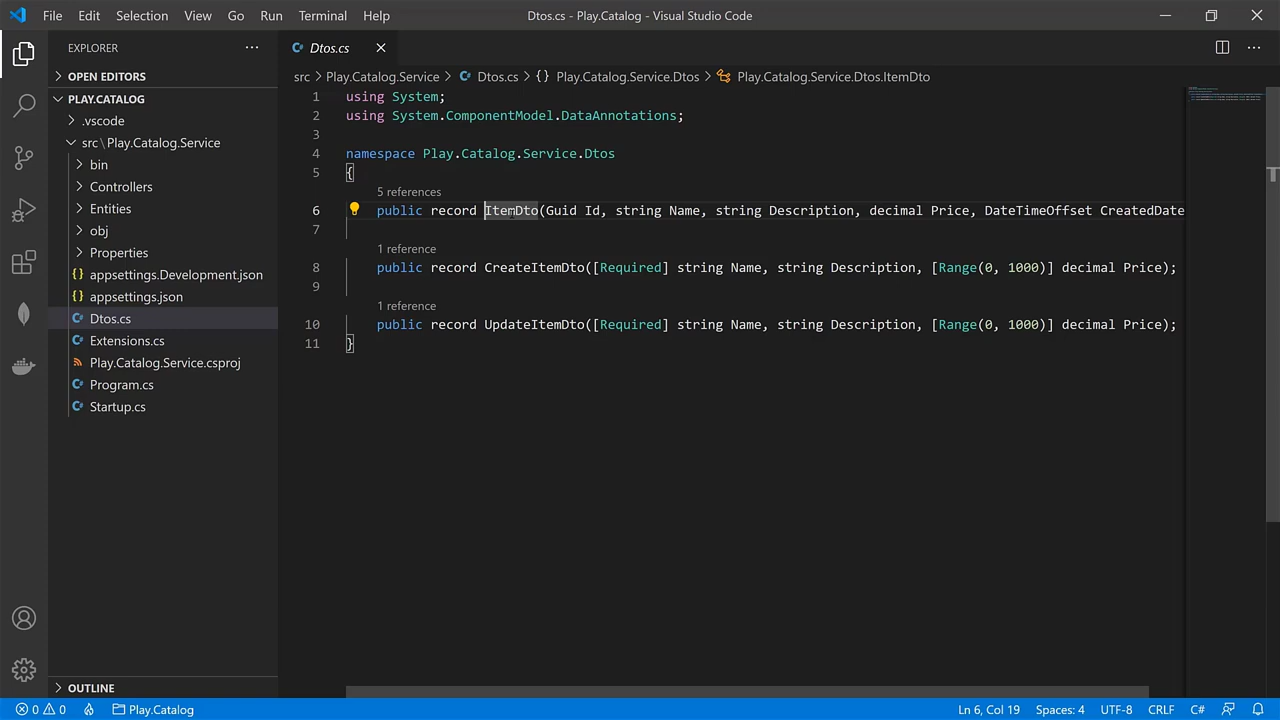 File Edit Selection View Go Run Terminal Help Dtos.cs - Play.Catalog - Visual Studio Code
EXPLORER
OPEN EDITORS
PLAY.CATALOG
.vscode
src\Play.Catalog.Service
bin
Controllers
Entities
obj
Properties
appsettings.Development.json
appsettings.json
Dtos.cs
Extensions.cs
Play.Catalog.Service.csproj
Program.cs
Startup.cs
OUTLINE
Dtos.cs
src > Play.Catalog.Service > Dtos.cs > {} Play.Catalog.Service.Dtos > Play.Catalog.Service.Dtos.ItemDto
1 using System;
2 using System.ComponentModel.DataAnnotations;
3
4 namespace Play.Catalog.Service.Dtos
5 {
5 references
6 public record ItemDto(Guid Id, string Name, string Description, decimal Price, DateTimeOffset CreatedDate
7
1 reference
8 public record CreateItemDto([Required] string Name, string Description, [Range(0, 1000)] decimal Price);
9
1 reference
10 public record UpdateItemDto([Required] string Name, string Description, [Range(0, 1000)] decimal Price);
11 }
0 0 Play.Catalog Ln 6, Col 19 Spaces: 4 UTF-8 CRLF C#